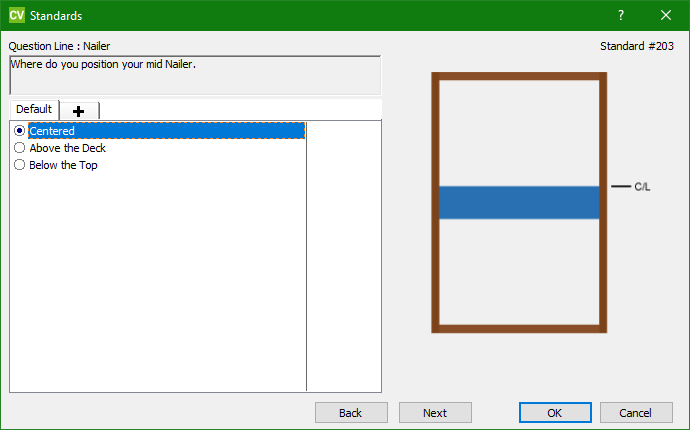 CV Standards
Question Line : Nailer
Standard #203
Where do you position your mid Nailer.
Default
Centered
Above the Deck
Below the Top
C/L
Back
Next
OK
Cancel